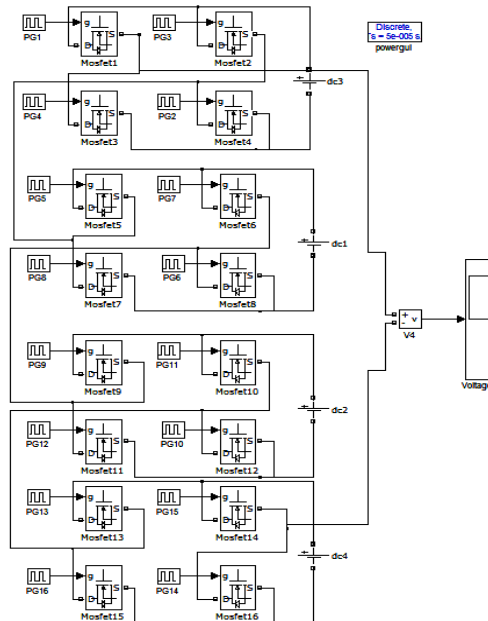 PG1
g
D
S
Mosfet1
PG3
g
D
S
Mosfet2
Discrete,
s = 5e-005 s
powergui
dc3
PG4
g
D
S
Mosfet3
PG2
g
D
S
Mosfet4
PG5
g
D
S
Mosfet5
PG7
g
D
S
Mosfet6
dc1
PG8
g
D
S
Mosfet7
PG6
g
D
S
Mosfet8
+
-
v
V4
Voltage
PG9
g
D
S
Mosfet9
PG11
g
D
S
Mosfet10
dc2
PG12
g
D
S
Mosfet11
PG10
g
D
S
Mosfet12
PG13
g
D
S
Mosfet13
PG15
g
D
S
Mosfet14
dc4
PG16
g
D
S
Mosfet15
PG14
g
D
S
Mosfet16